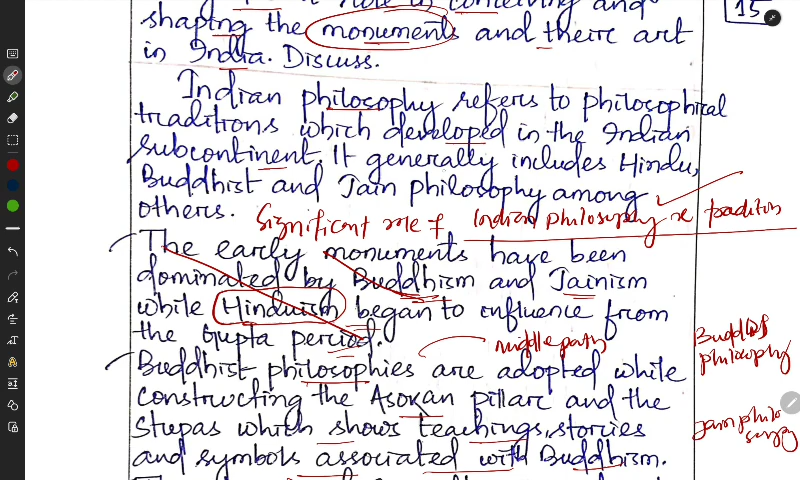 shaping the monuments and their art
15
in India. Discuss.
Indian philosophy refers to philosophical
traditions which developed in the Indian
subcontinent. It generally includes Hindu,
Buddhist and Jain philosophy among
others.
Significant role of Indian philosophy & tradition
The early monuments have been
dominated by Buddhism and Jainism
while Hinduism began to influence from
the Gupta period.
middle path
Buddhist philosophy
Buddhist philosophies are adopted while
constructing the Asokan pillar and the
Stupas which shows teachings, stories
Jain philosophy
and symbols associated with Buddhism.